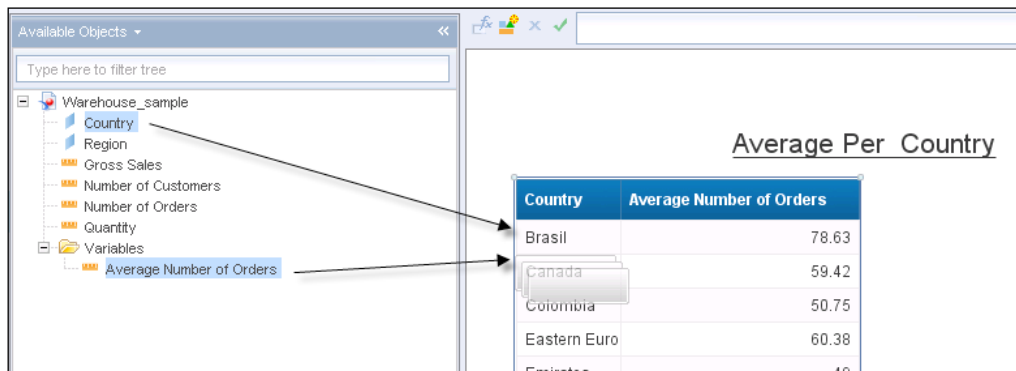 Available Objects
Type here to filter tree
Warehouse_sample
Country
Region
Gross Sales
Number of Customers
Number of Orders
Quantity
Variables
Average Number of Orders
Average Per Country
Country Average Number of Orders
Brasil 78.63
Canada 59.42
Colombia 50.75
Eastern Euro 60.38
Emirates 49